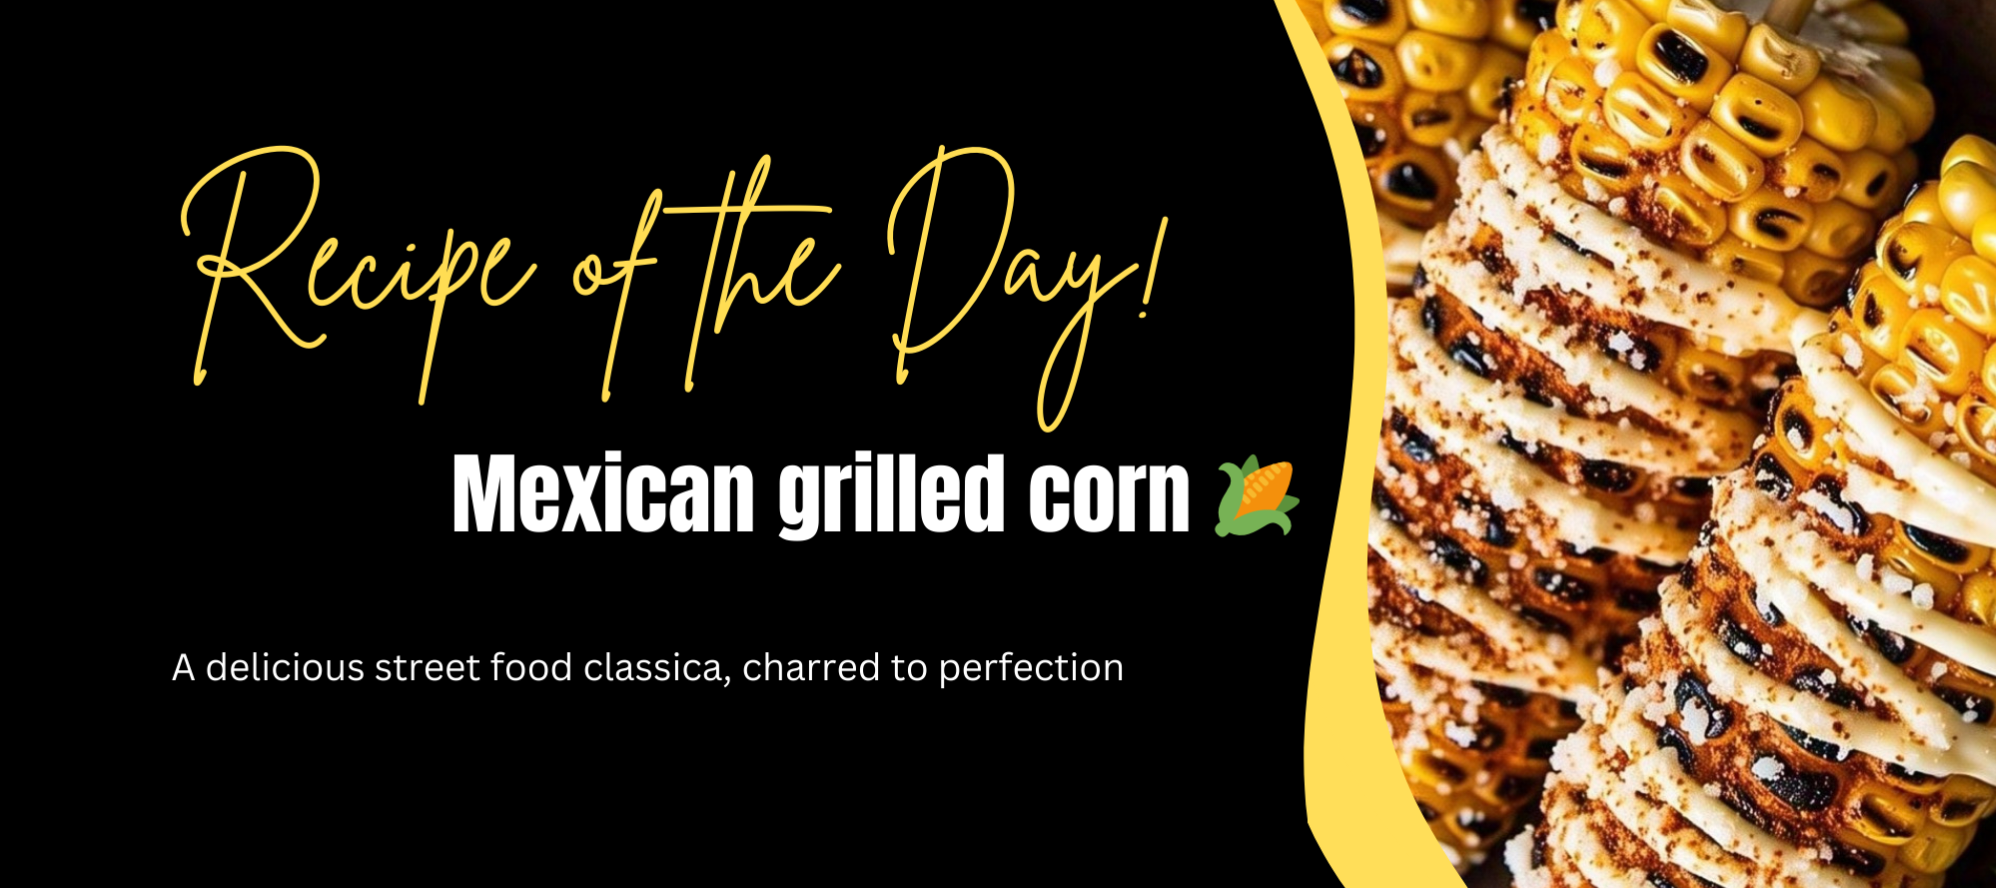 Recipe of the Day!
Mexican grilled corn 🌽
A delicious street food classica, charred to perfection